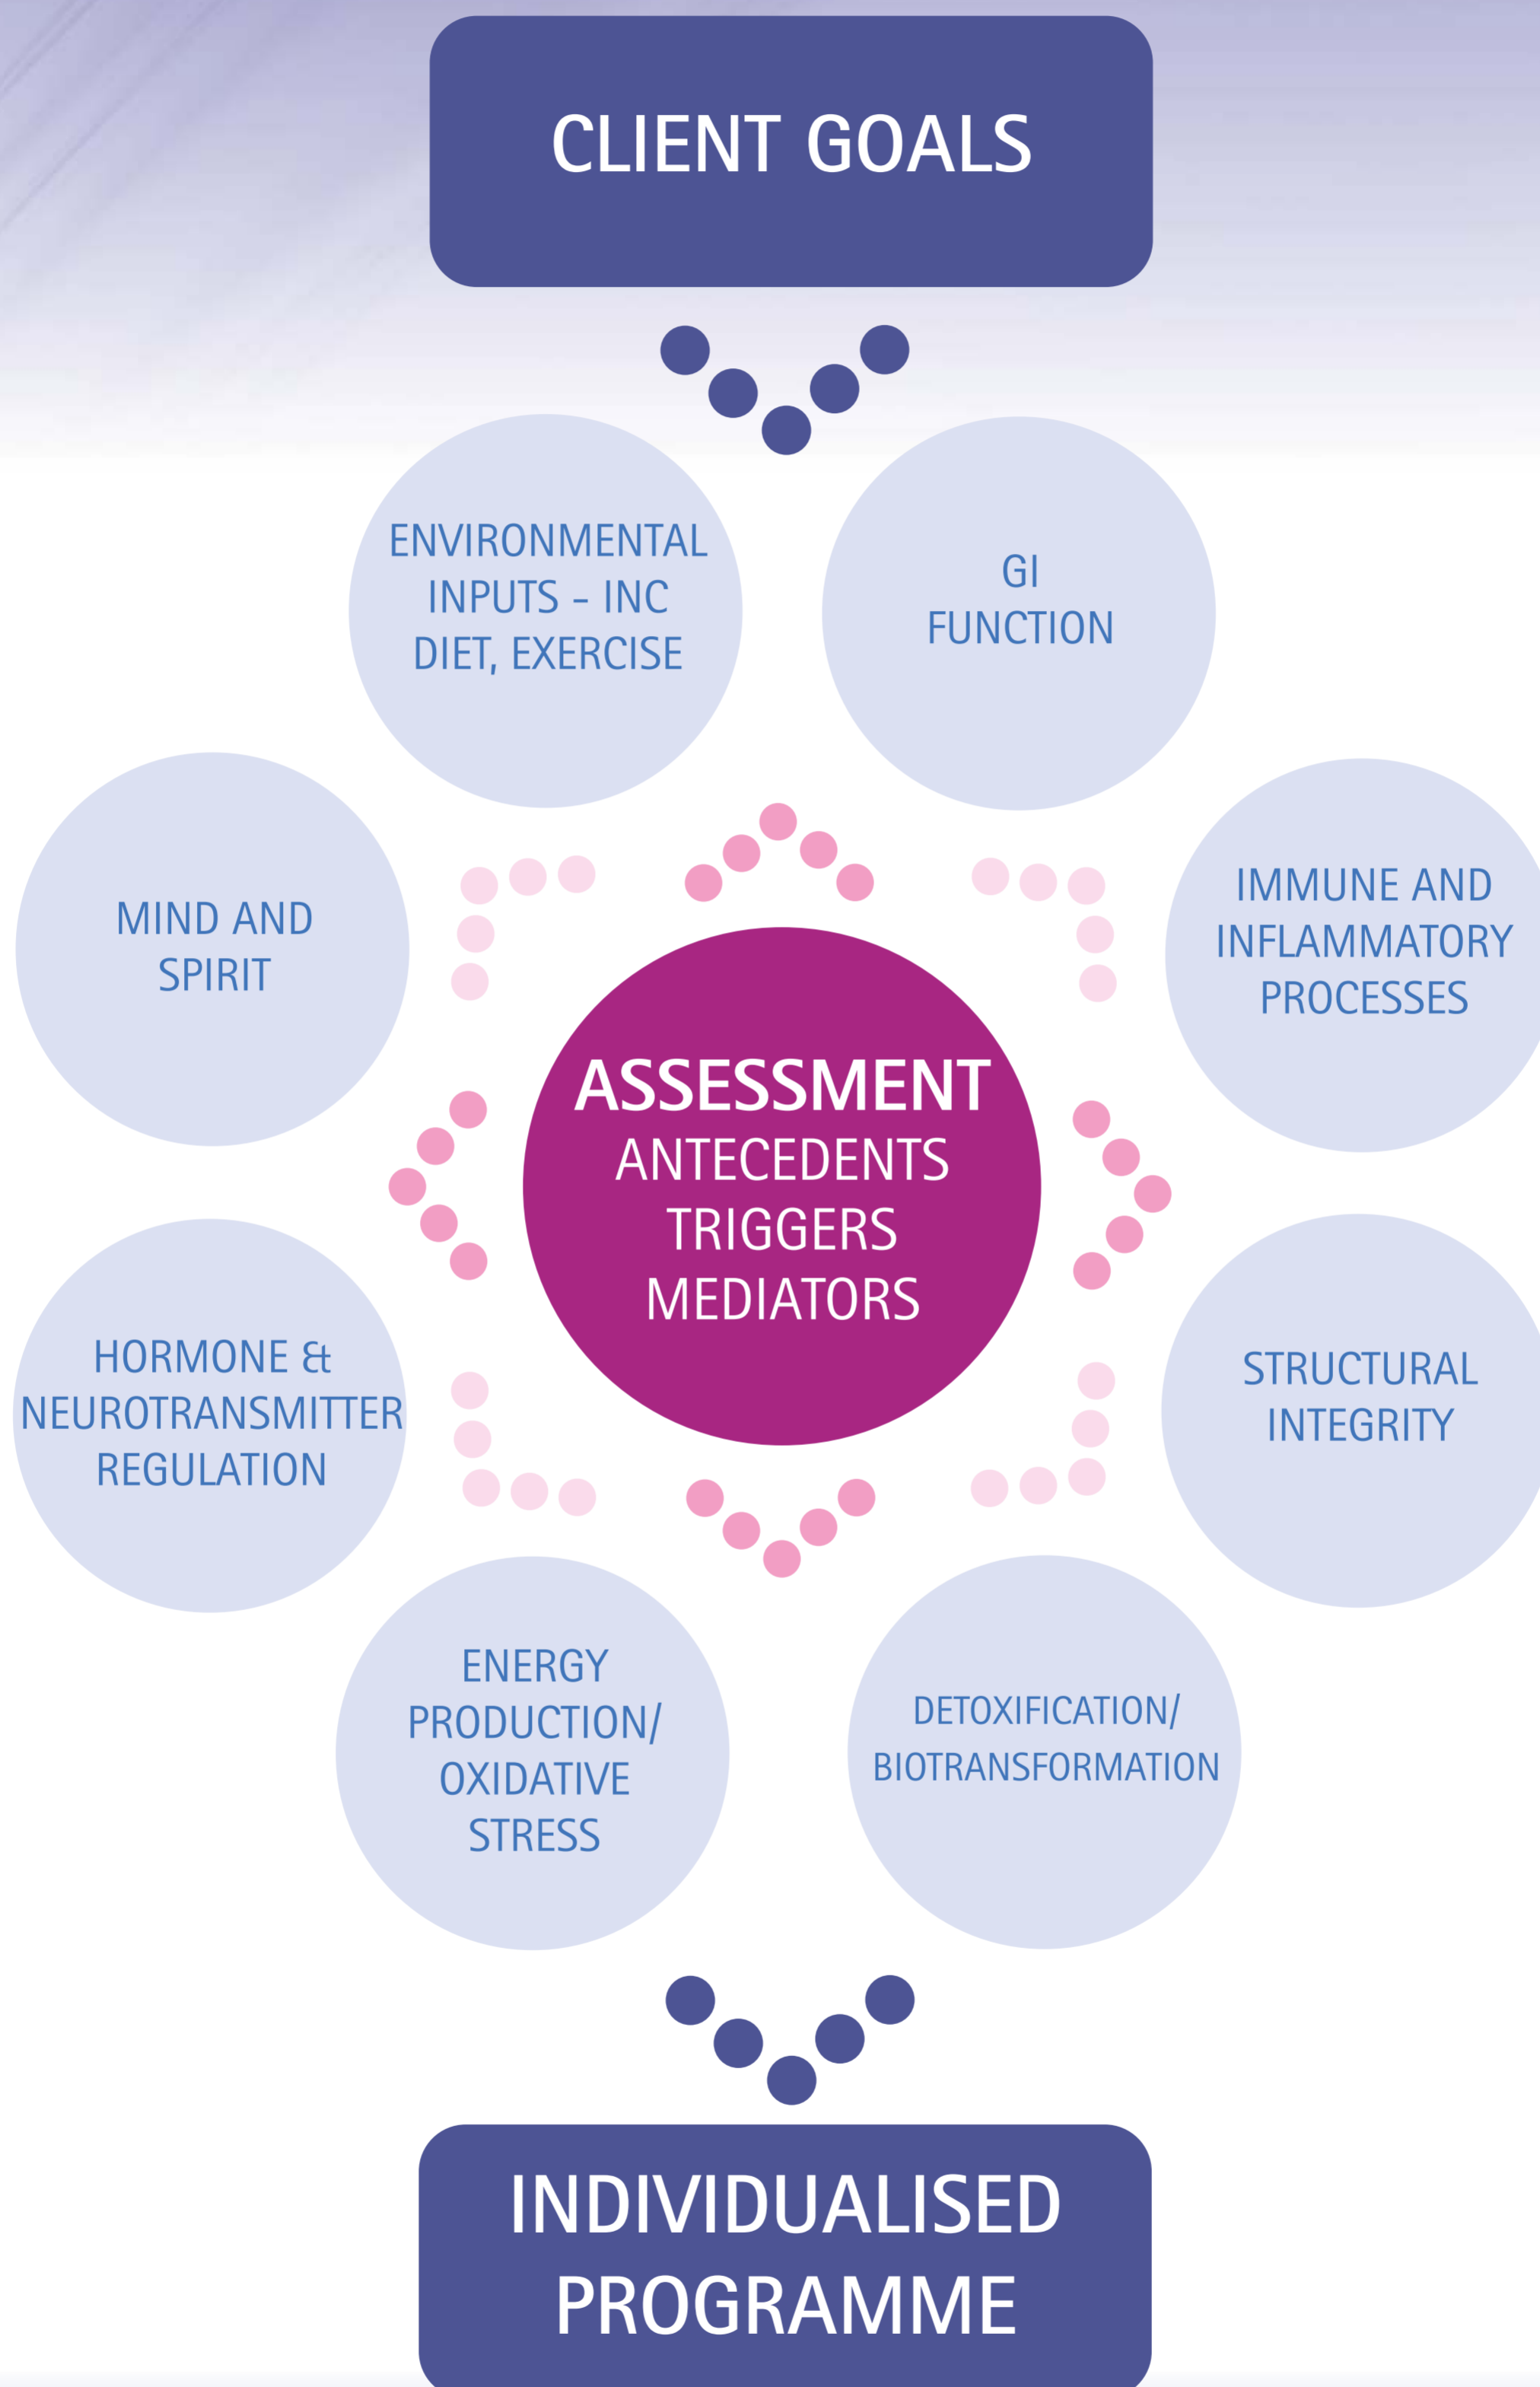 CLIENT GOALS
ENVIRONMENTAL
INPUTS - INC
DIET, EXERCISE
GI
FUNCTION
MIND AND
SPIRIT
IMMUNE AND
INFLAMMATORY
PROCESSES
ASSESSMENT
ANTECEDENTS
TRIGGERS
MEDIATORS
HORMONE &
NEUROTRANSMITTER
REGULATION
STRUCTURAL
INTEGRITY
ENERGY
PRODUCTION/
OXIDATIVE
STRESS
DETOXIFICATION/
BIOTRANSFORMATION
INDIVIDUALISED
PROGRAMME